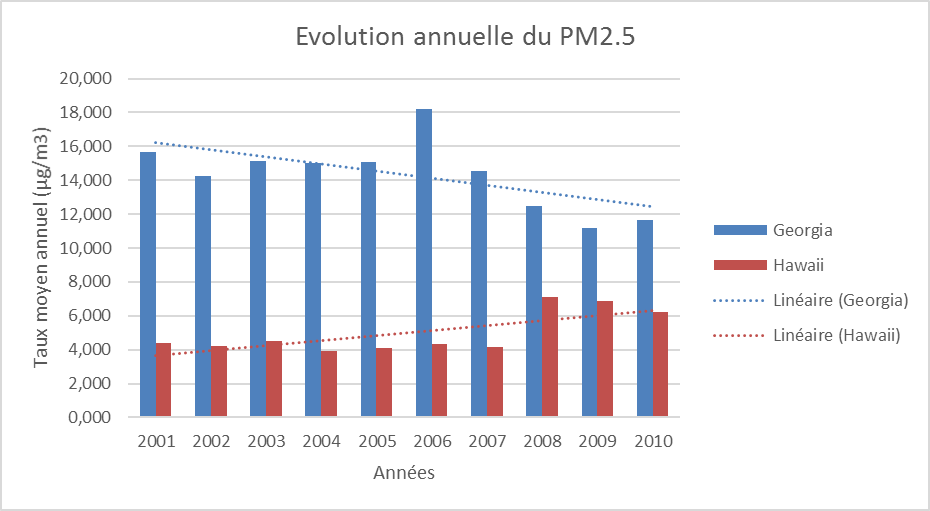 Evolution annuelle du PM2.5
Taux moyen annuel (µg/m3)
20,000
18,000
16,000
14,000
12,000
10,000
8,000
6,000
4,000
2,000
0,000
2001 2002 2003 2004 2005 2006 2007 2008 2009 2010
Années
Georgia
Hawaii
Linéaire (Georgia)
Linéaire (Hawaii)